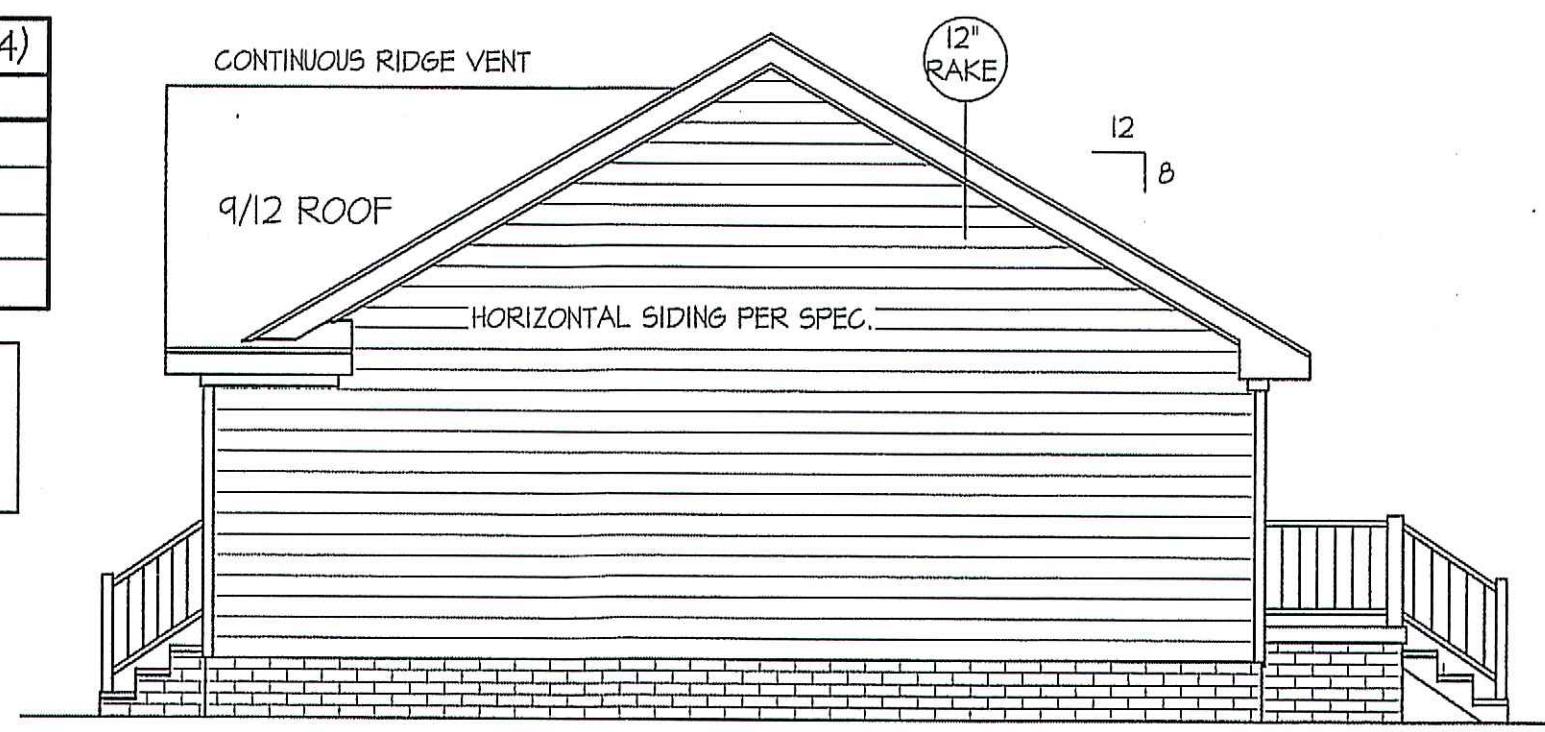 4)
CONTINUOUS RIDGE VENT
12"
RAKE
12
8
9/12 ROOF
HORIZONTAL SIDING PER SPEC.